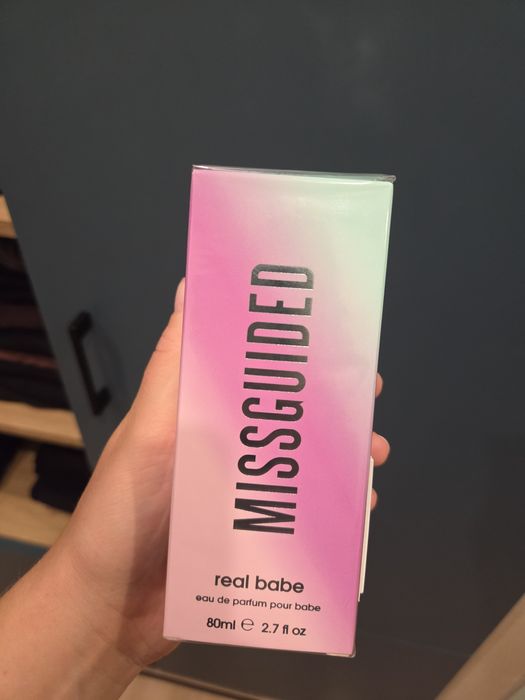 MISSGUIDED
real babe
eau de parfum pour babe
80ml ℮ 2.7 fl oz